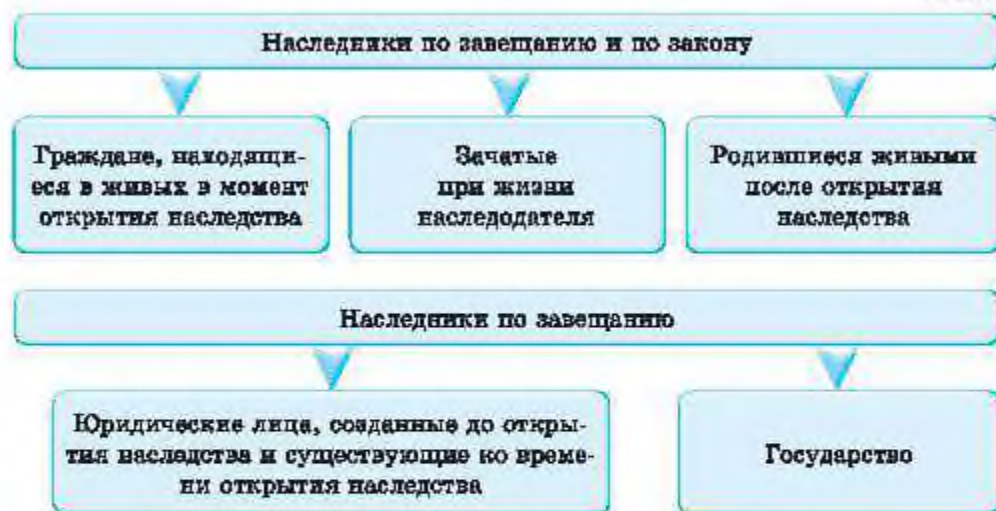 Наследники по завещанию и по закону
Граждане, находящи-
еся в живых в момент
открытия наследства
Зачатые
при жизни
наследодателя
Родившиеся живыми
после открытия
наследства
Наследники по завещанию
Юридические лица, созданные до откры-
тия наследства и существующие ко време-
ни открытия наследства
Государство